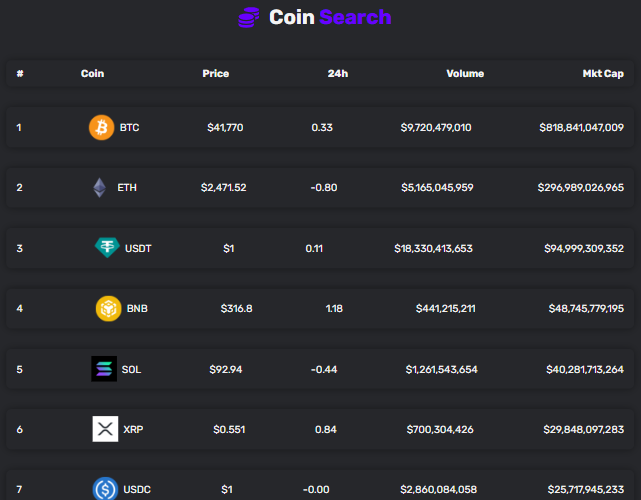 Coin Search
# Coin Price 24h Volume Mkt Cap
1 BTC $41,770 0.33 $9,720,479,010 $818,841,047,009
2 ETH $2,471.52 -0.80 $5,165,045,959 $296,989,026,965
3 USDT $1 0.11 $18,330,413,653 $94,999,309,352
4 BNB $316.8 1.18 $441,215,211 $48,745,779,195
5 SOL $92.94 -0.44 $1,261,543,654 $40,281,713,264
6 XRP $0.551 0.84 $700,304,426 $29,848,097,283
7 USDC $1 -0.00 $2,860,084,058 $25,717,945,233